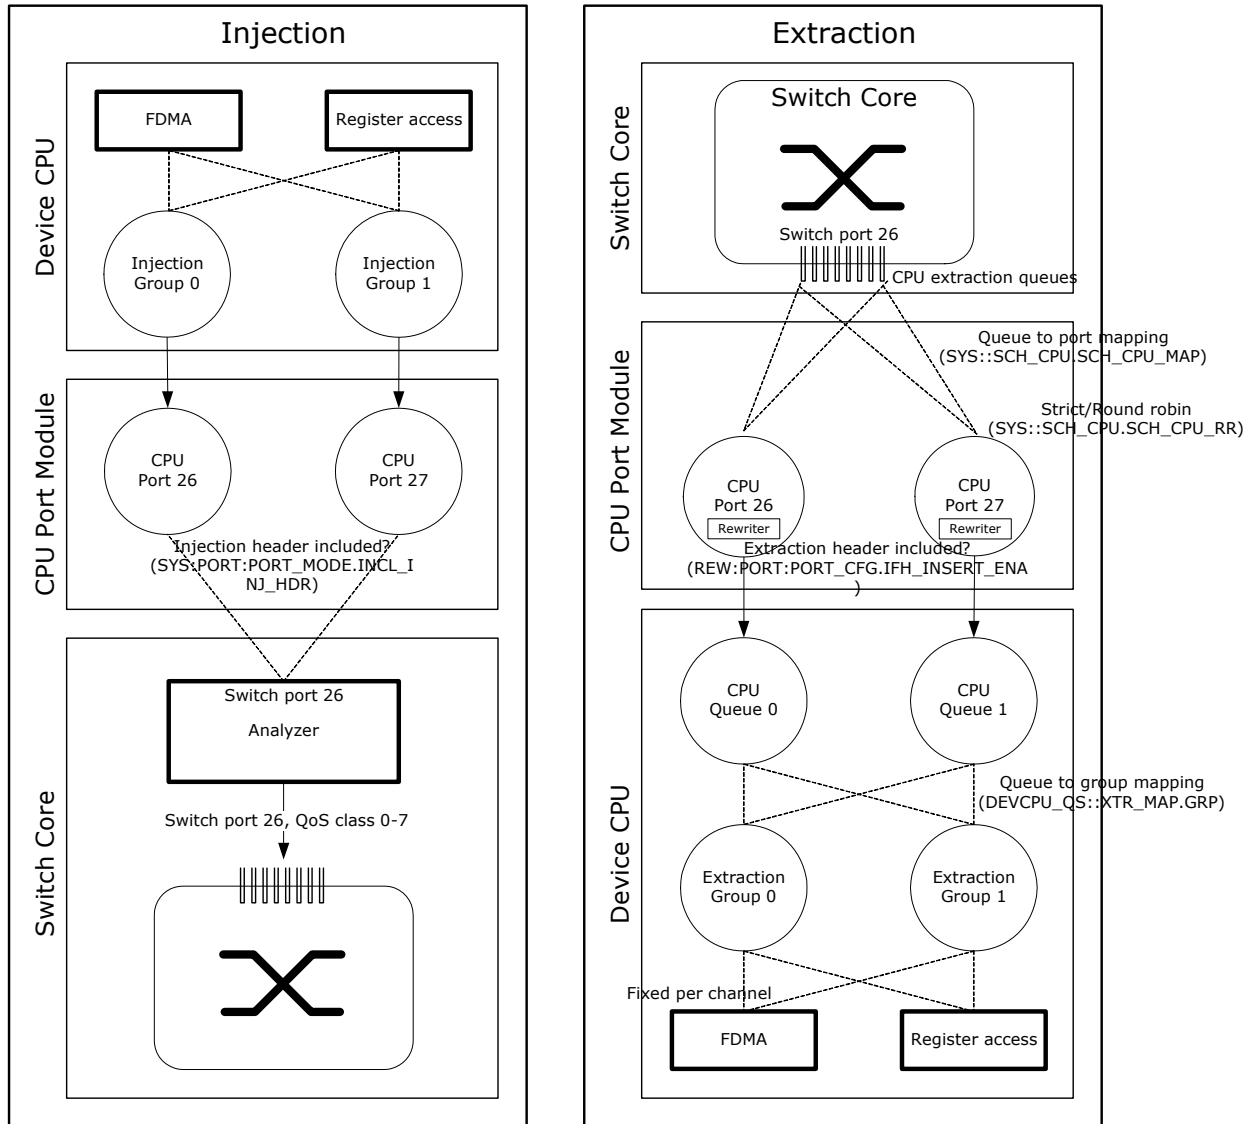 Injection
Device CPU
FDMA
Register access
Injection
Group 0
Injection
Group 1
CPU Port Module
CPU
Port 26
CPU
Port 27
Injection header included?
(SYS:PORT:PORT_MODE.INCL_I
NJ_HDR)
Switch Core
Switch port 26
Analyzer
Switch port 26, QoS class 0-7
Extraction
Switch Core
Switch Core
Switch port 26
CPU extraction queues
CPU Port Module
Queue to port mapping
(SYS::SCH_CPU.SCH_CPU_MAP)
Strict/Round robin
(SYS::SCH_CPU.SCH_CPU_RR)
CPU
Port 26
Rewriter
CPU
Port 27
Rewriter
Extraction header included?
(REW:PORT:PORT_CFG.IFH_INSERT_ENA
)
Device CPU
CPU
Queue 0
CPU
Queue 1
Queue to group mapping
(DEVCPU_QS::XTR_MAP.GRP)
Extraction
Group 0
Extraction
Group 1
Fixed per channel
FDMA
Register access